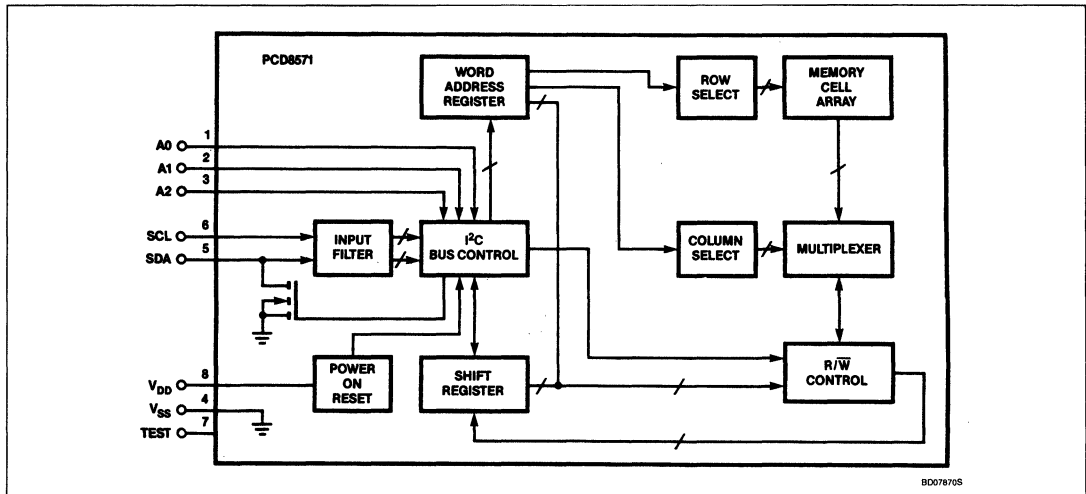 PCD8571
WORD
ADDRESS
REGISTER
ROW
SELECT
MEMORY
CELL
ARRAY
A0 1
A1 2
A2 3
SCL 6
SDA 5
INPUT
FILTER
I²C
BUS CONTROL
COLUMN
SELECT
MULTIPLEXER
V_DD 8
V_SS 4
TEST 7
POWER
ON
RESET
SHIFT
REGISTER
R/W̅
CONTROL
BD07870S